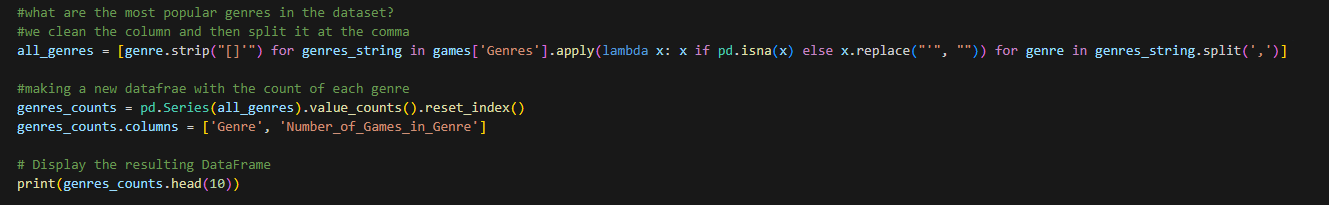 #what are the most popular genres in the dataset?
#we clean the column and then split it at the comma
all_genres = [genre.strip("[]'") for genres_string in games['Genres'].apply(lambda x: x if pd.isna(x) else x.replace("'", "")) for genre in genres_string.split(',')]
#making a new datafrae with the count of each genre
genres_counts = pd.Series(all_genres).value_counts().reset_index()
genres_counts.columns = ['Genre', 'Number_of_Games_in_Genre']
# Display the resulting DataFrame
print(genres_counts.head(10))